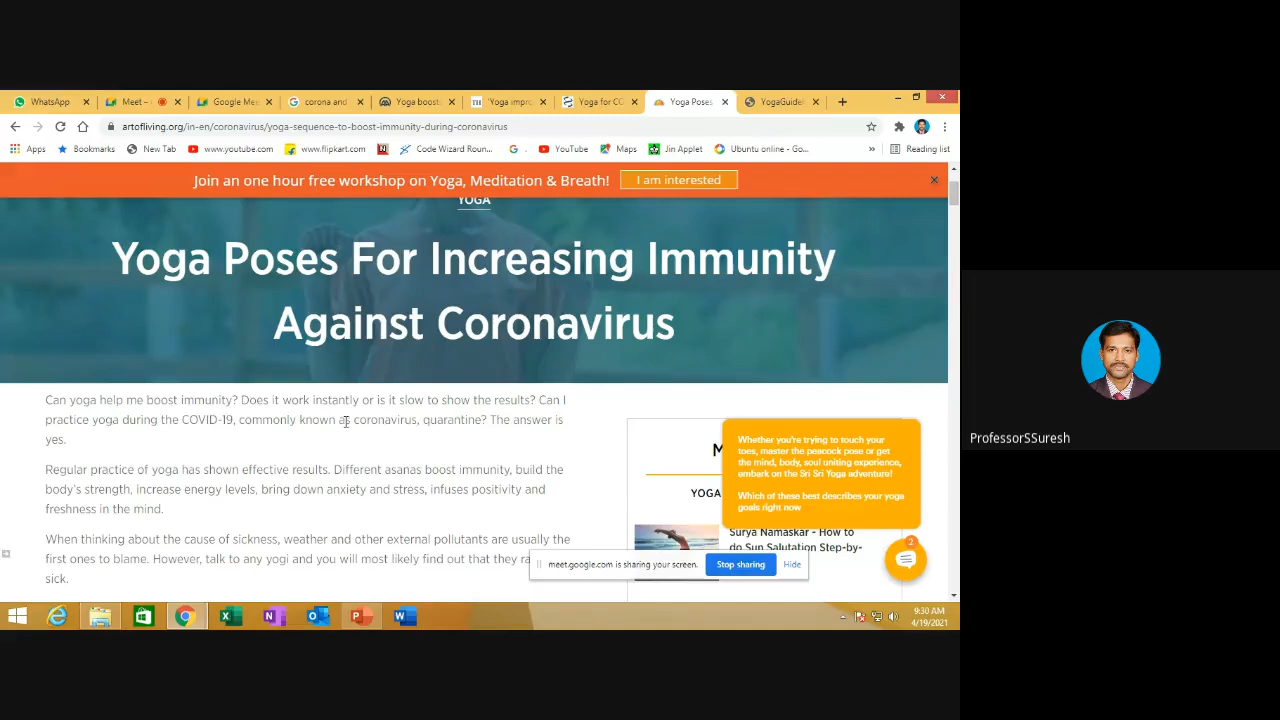 WhatsApp
Meet –
Google Mee
corona and
Yoga boost
'Yoga impr
Yoga for CC
Yoga Poses
YogaGuidel
artofliving.org/in-en/coronavirus/yoga-sequence-to-boost-immunity-during-coronavirus
Apps
Bookmarks
New Tab
www.youtube.com
www.flipkart.com
Code Wizard Roun...
G .
YouTube
Maps
Jin Applet
Ubuntu online - Go...
»
Reading list
Join an one hour free workshop on Yoga, Meditation & Breath!
I am interested
YOGA
Yoga Poses For Increasing Immunity
Against Coronavirus
Can yoga help me boost immunity? Does it work instantly or is it slow to show the results? Can I
practice yoga during the COVID-19, commonly known as coronavirus, quarantine? The answer is
yes.
Regular practice of yoga has shown effective results. Different asanas boost immunity, build the
body's strength, increase energy levels, bring down anxiety and stress, infuses positivity and
freshness in the mind.
When thinking about the cause of sickness, weather and other external pollutants are usually the
first ones to blame. However, talk to any yogi and you will most likely find out that they ra
sick.
M
YOGA
Surya Namaskar - How to
do Sun Salutation Step-by-
Whether you're trying to touch your
toes, master the peacock pose or get
the mind, body, soul uniting experience,
embark on the Sri Sri Yoga adventure!
Which of these best describes your yoga
goals right now
2
meet.google.com is sharing your screen.
Stop sharing
Hide
9:30 AM
4/19/2021
ProfessorSSuresh